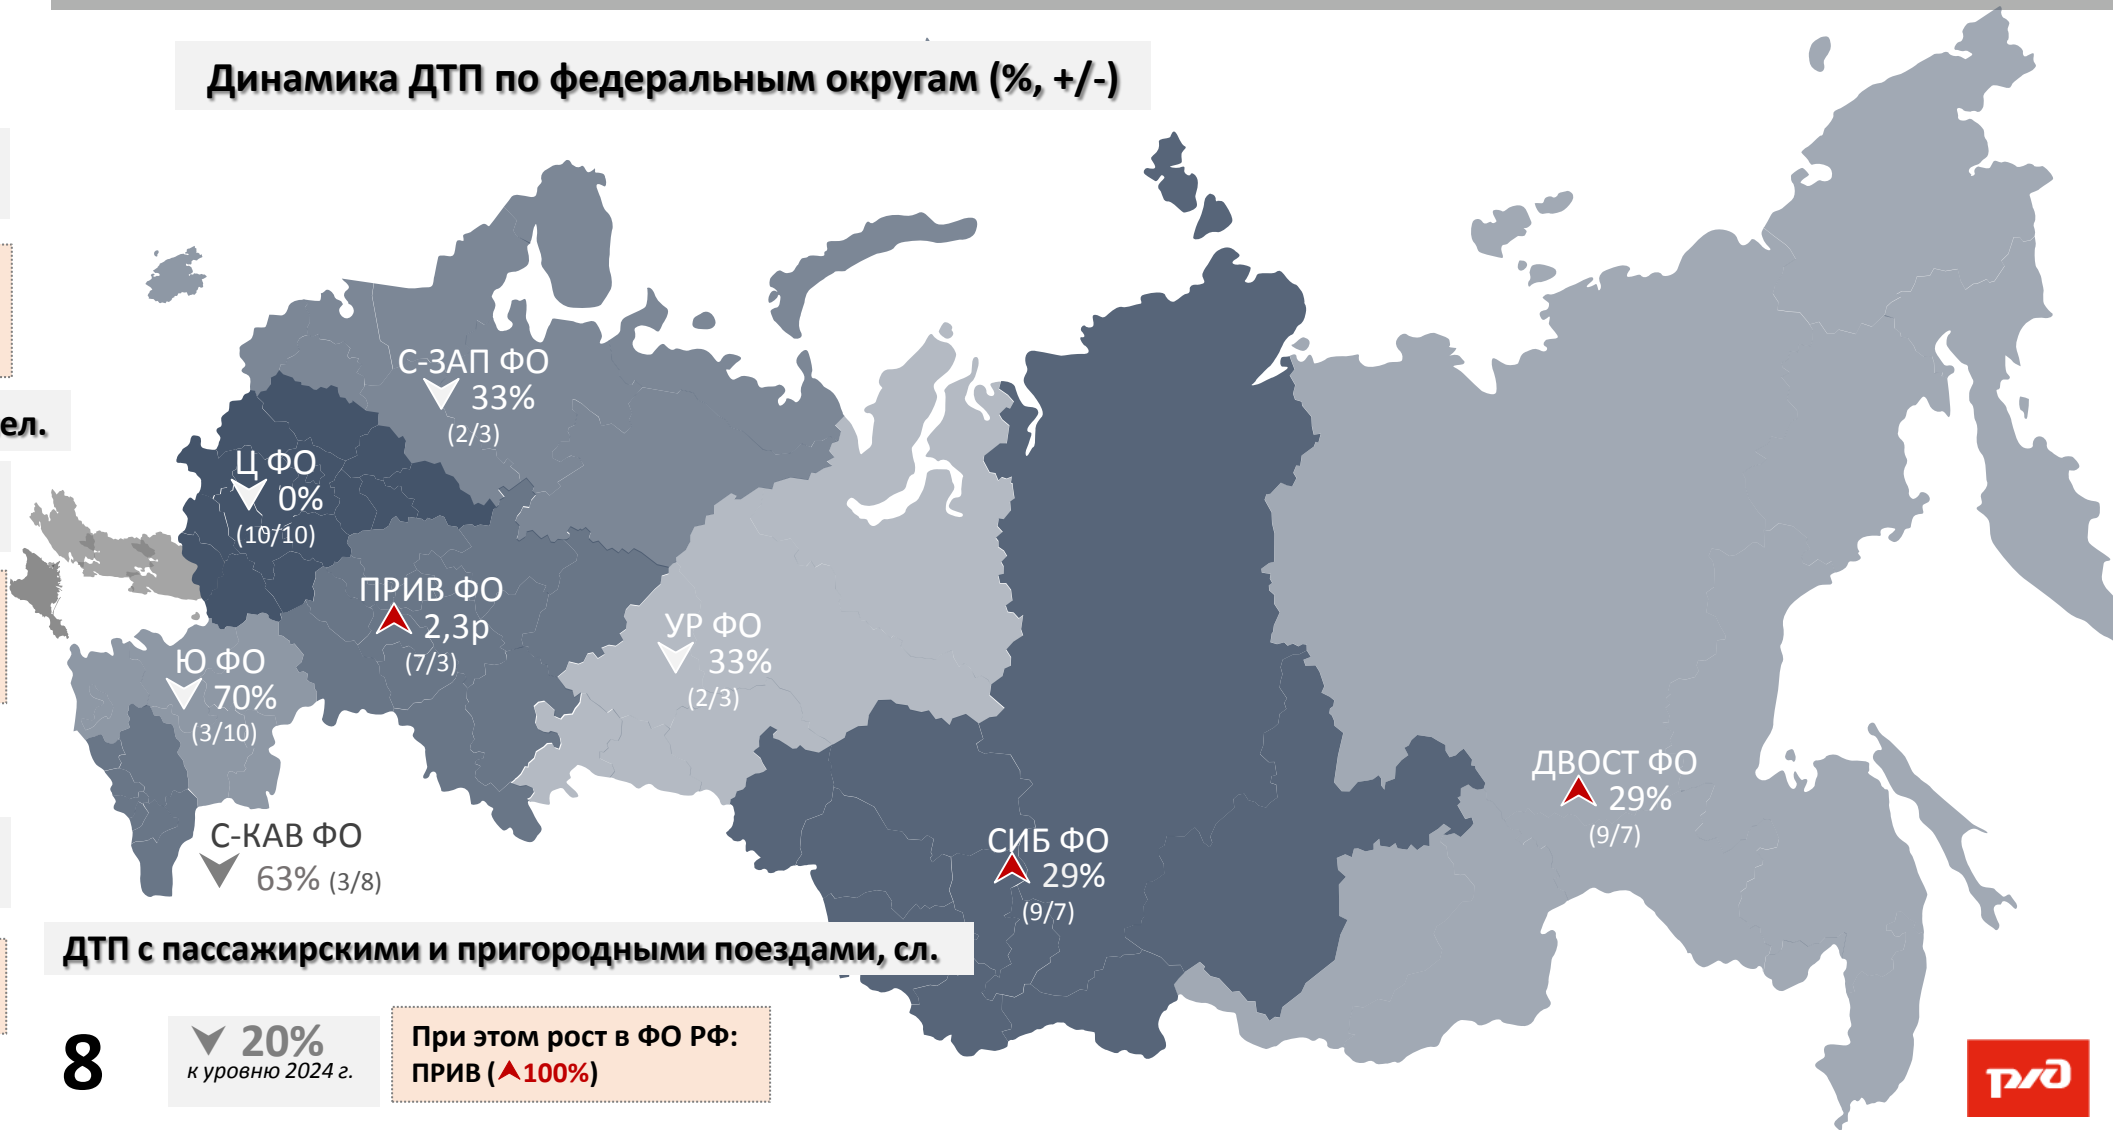 Динамика ДТП по федеральным округам (%, +/-)
С-ЗАП ФО
33%
(2/3)
ел.
Ц ФО
0%
(10/10)
ПРИВ ФО
2,3р
(7/3)
УР ФО
33%
(2/3)
Ю ФО
70%
(3/10)
ДВОСТ ФО
29%
(9/7)
С-КАВ ФО
63% (3/8)
СИБ ФО
29%
(9/7)
ДТП с пассажирскими и пригородными поездами, сл.
8
20%
к уровню 2024 г.
При этом рост в ФО РФ:
ПРИВ (100%)
ржд